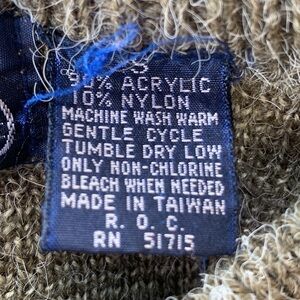 S
90% ACRYLIC
10% NYLON
MACHINE WASH WARM
GENTLE CYCLE
TUMBLE DRY LOW
ONLY NON-CHLORINE
BLEACH WHEN NEEDED
MADE IN TAIWAN
R. O. C.
RN 51715